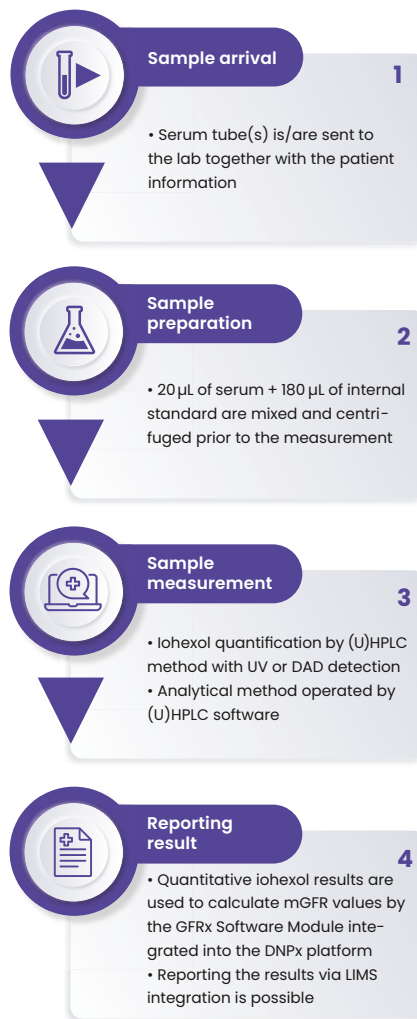 Sample arrival
1
• Serum tube(s) is/are sent to
the lab together with the patient
information
Sample
preparation
2
• 20 µL of serum + 180 µL of internal
standard are mixed and centri-
fuged prior to the measurement
Sample
measurement
3
• Iohexol quantification by (U)HPLC
method with UV or DAD detection
• Analytical method operated by
(U)HPLC software
Reporting
result
4
• Quantitative iohexol results are
used to calculate mGFR values by
the GFRx Software Module inte-
grated into the DNPx platform
• Reporting the results via LIMS
integration is possible